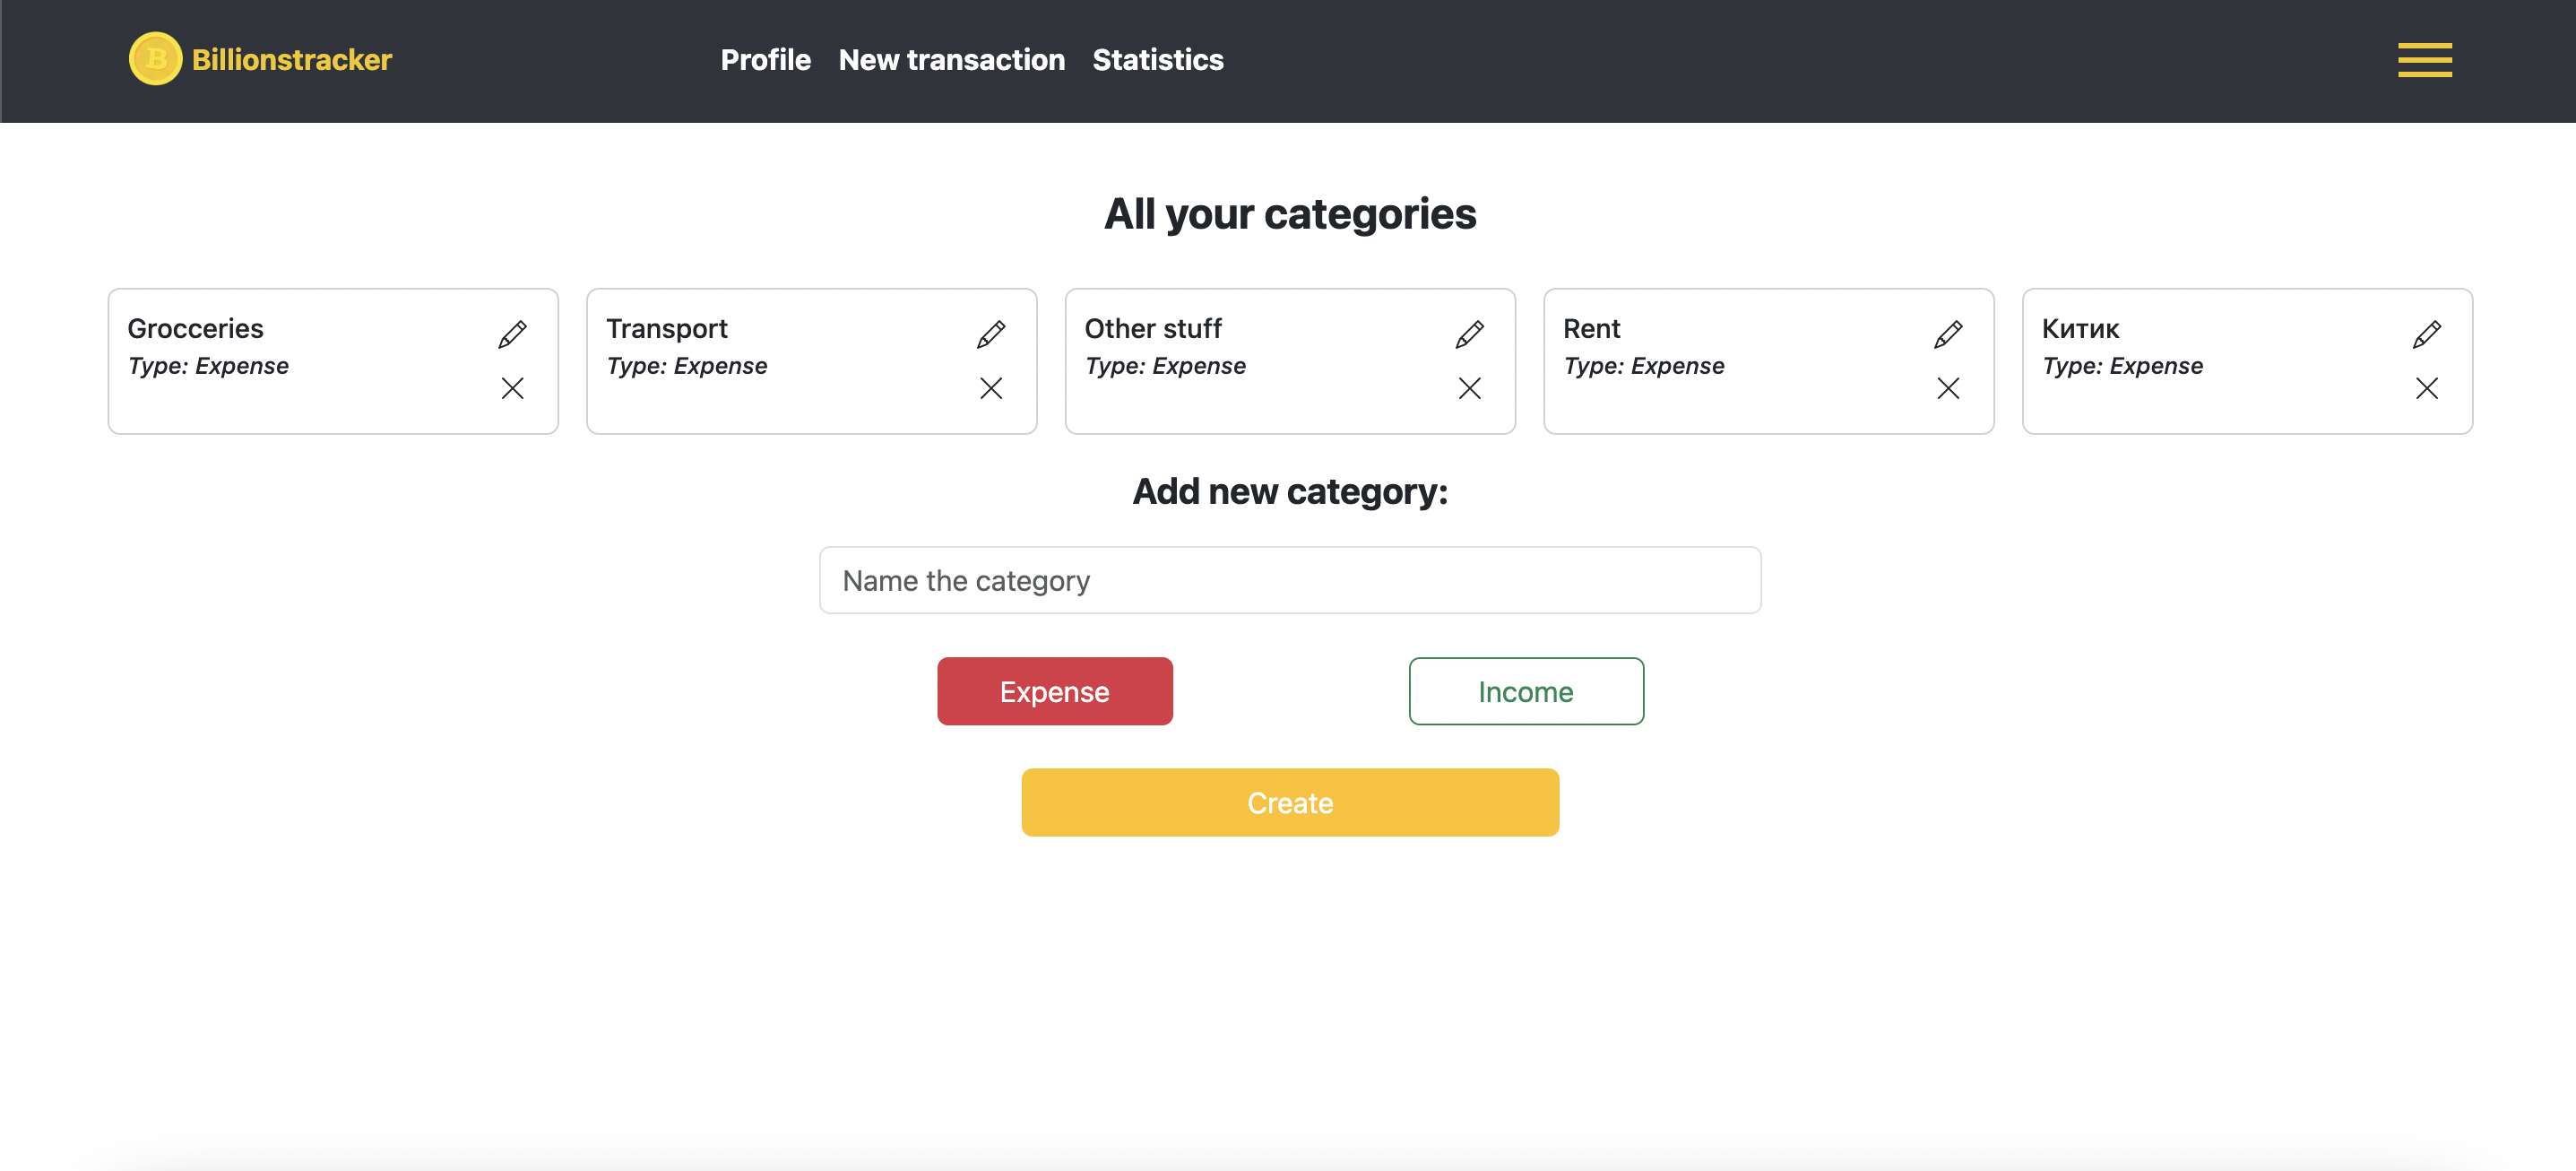 B Billionstracker
Profile New transaction Statistics
All your categories
Grocceries
Type: Expense
Transport
Type: Expense
Other stuff
Type: Expense
Rent
Type: Expense
Китик
Type: Expense
Add new category:
Name the category
Expense
Income
Create